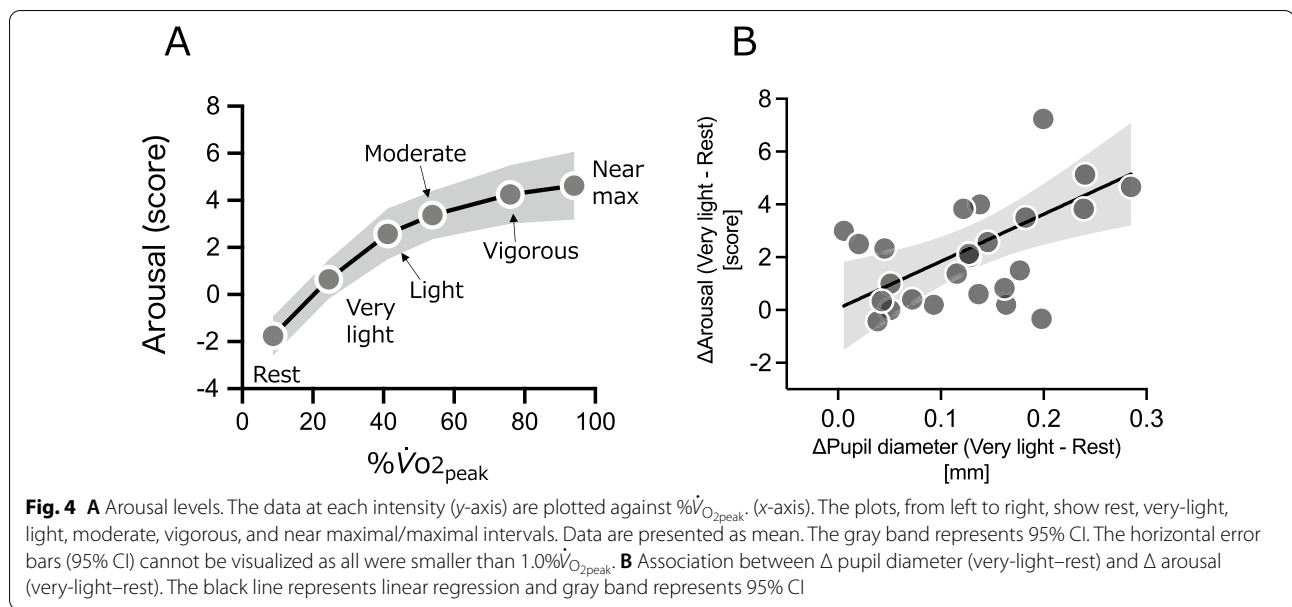 A
B
Arousal (score)
8
6
4
2
0
-2
-4
Moderate
Near
max
Vigorous
Light
Very
light
Rest
0 20 40 60 80 100
%V̇O2peak
ΔArousal (Very light - Rest)
[score]
8
6
4
2
0
-2
0.0 0.1 0.2 0.3
ΔPupil diameter (Very light - Rest)
[mm]
Fig. 4 A Arousal levels. The data at each intensity (y-axis) are plotted against %V̇O2peak. (x-axis). The plots, from left to right, show rest, very-light,
light, moderate, vigorous, and near maximal/maximal intervals. Data are presented as mean. The gray band represents 95% CI. The horizontal error
bars (95% CI) cannot be visualized as all were smaller than 1.0%V̇O2peak. B Association between Δ pupil diameter (very-light–rest) and Δ arousal
(very-light–rest). The black line represents linear regression and gray band represents 95% CI